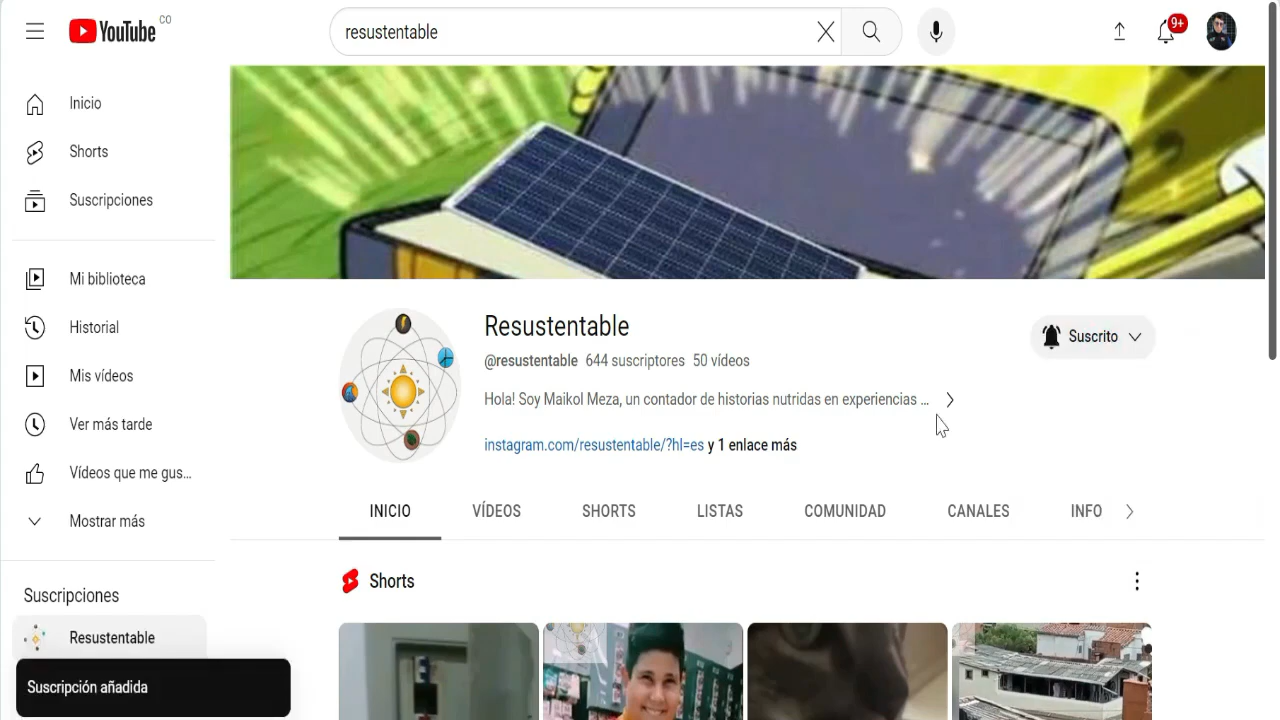 YouTube CO
resustentable
9+
Inicio
Shorts
Suscripciones
Mi biblioteca
Historial
Mis vídeos
Ver más tarde
Vídeos que me gus...
Mostrar más
Suscripciones
Resustentable
Suscripción añadida
Resustentable
@resustentable 644 suscriptores 50 vídeos
Hola! Soy Maikol Meza, un contador de historias nutridas en experiencias ...
instagram.com/resustentable/?hl=es y 1 enlace más
Suscrito
INICIO VÍDEOS SHORTS LISTAS COMUNIDAD CANALES INFO
Shorts